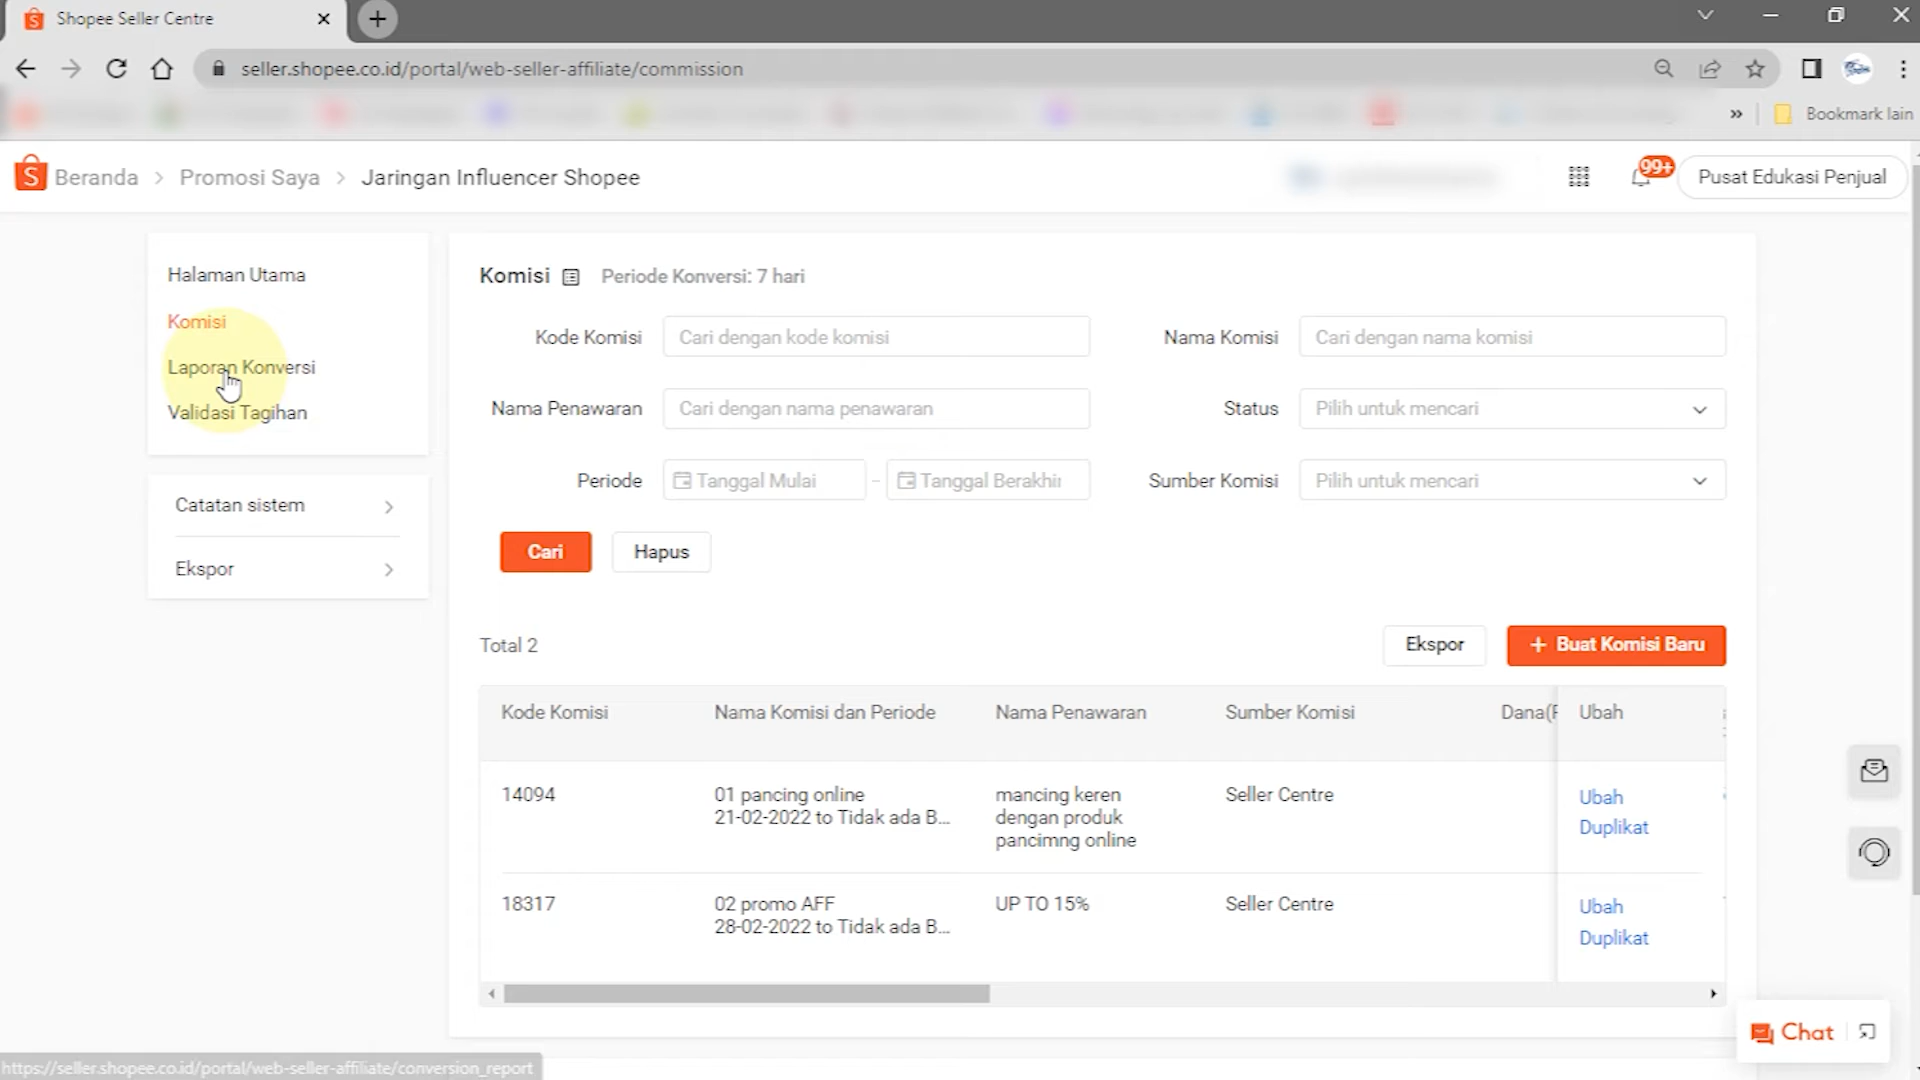 Shopee Seller Centre
seller.shopee.co.id/portal/web-seller-affiliate/commission
Bookmark lain
Beranda > Promosi Saya > Jaringan Influencer Shopee
99+
Pusat Edukasi Penjual
Halaman Utama
Komisi
Laporan Konversi
Validasi Tagihan
Catatan sistem
Ekspor
Komisi Periode Konversi: 7 hari
Kode Komisi Cari dengan kode komisi
Nama Komisi Cari dengan nama komisi
Nama Penawaran Cari dengan nama penawaran
Status Pilih untuk mencari
Periode Tanggal Mulai - Tanggal Berakhir
Sumber Komisi Pilih untuk mencari
Cari Hapus
Total 2
Ekspor + Buat Komisi Baru
Kode Komisi Nama Komisi dan Periode Nama Penawaran Sumber Komisi Dana(F Ubah
14094
01 pancing online
21-02-2022 to Tidak ada B...
mancing keren
dengan produk
pancimng online
Seller Centre
Ubah
Duplikat
18317
02 promo AFF
28-02-2022 to Tidak ada B...
UP TO 15%
Seller Centre
Ubah
Duplikat
Chat
https://seller.shopee.co.id/portal/web-seller-affiliate/conversion_report